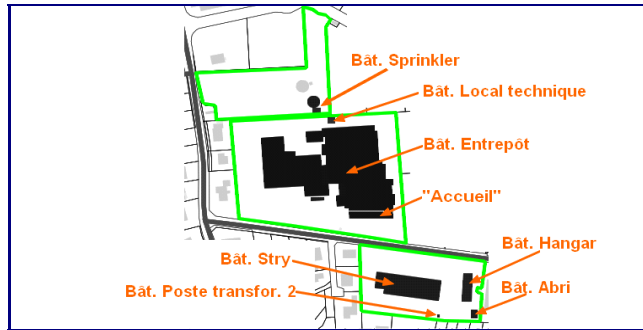 Bât. Sprinkler
Bât. Local technique
Bât. Entrepôt
"Accueil"
Bât. Hangar
Bât. Stry
Bât. Abri
Bât. Poste transfor. 2